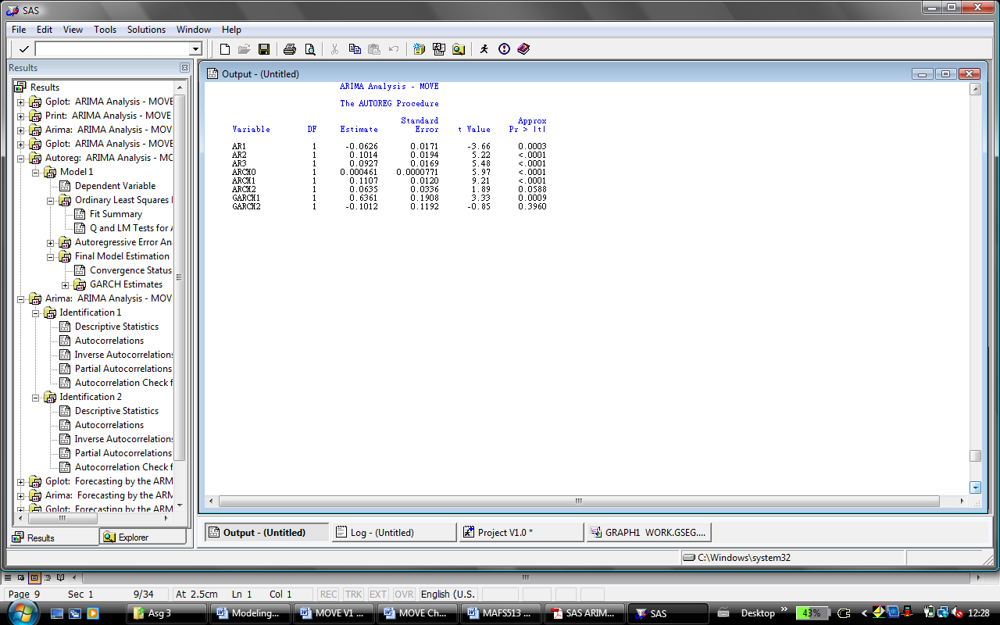 SAS
File Edit View Tools Solutions Window Help
Results
Results
Gplot: ARIMA Analysis - MOVE
Print: ARIMA Analysis - MOVE
Arima: ARIMA Analysis - MOVE
Gplot: ARIMA Analysis - MOVE
Autoreg: ARIMA Analysis - MO
Model 1
Dependent Variable
Ordinary Least Squares
Fit Summary
Q and LM Tests for A
Autoregressive Error An
Final Model Estimation
Convergence Status
GARCH Estimates
Arima: ARIMA Analysis - MOV
Identification 1
Descriptive Statistics
Autocorrelations
Inverse Autocorrelations
Partial Autocorrelations
Autocorrelation Check f
Identification 2
Descriptive Statistics
Autocorrelations
Inverse Autocorrelations
Partial Autocorrelations
Autocorrelation Check f
Gplot: Forecasting by the ARM
Arima: Forecasting by the ARM
Gplot: Forecasting by the ARM
Results Explorer
Output - (Untitled)
ARIMA Analysis - MOVE
The AUTOREG Procedure
Standard Approx
Variable DF Estimate Error t Value Pr > |t|
AR1 1 -0.0626 0.0171 -3.66 0.0003
AR2 1 0.1014 0.0194 5.22 <.0001
AR3 1 0.0927 0.0169 5.48 <.0001
ARCH0 1 0.000461 0.0000771 5.97 <.0001
ARCH1 1 0.1107 0.0120 9.21 <.0001
ARCH2 1 0.0635 0.0336 1.89 0.0588
GARCH1 1 0.6361 0.1908 3.33 0.0009
GARCH2 1 -0.1012 0.1192 -0.85 0.3960
Output - (Untitled) Log - (Untitled) Project V1.0 * GRAPH1 WORK.GSEG....
C:\Windows\system32
Page 9 Sec 1 9/34 At 2.5cm Ln 1 Col 1 REC TRK EXT OVR English (U.S.
Asg 3 Modeling... MOVE V1 ... MOVE Ch... MAFS513 ... SAS ARIM... SAS Desktop » 43% 12:28